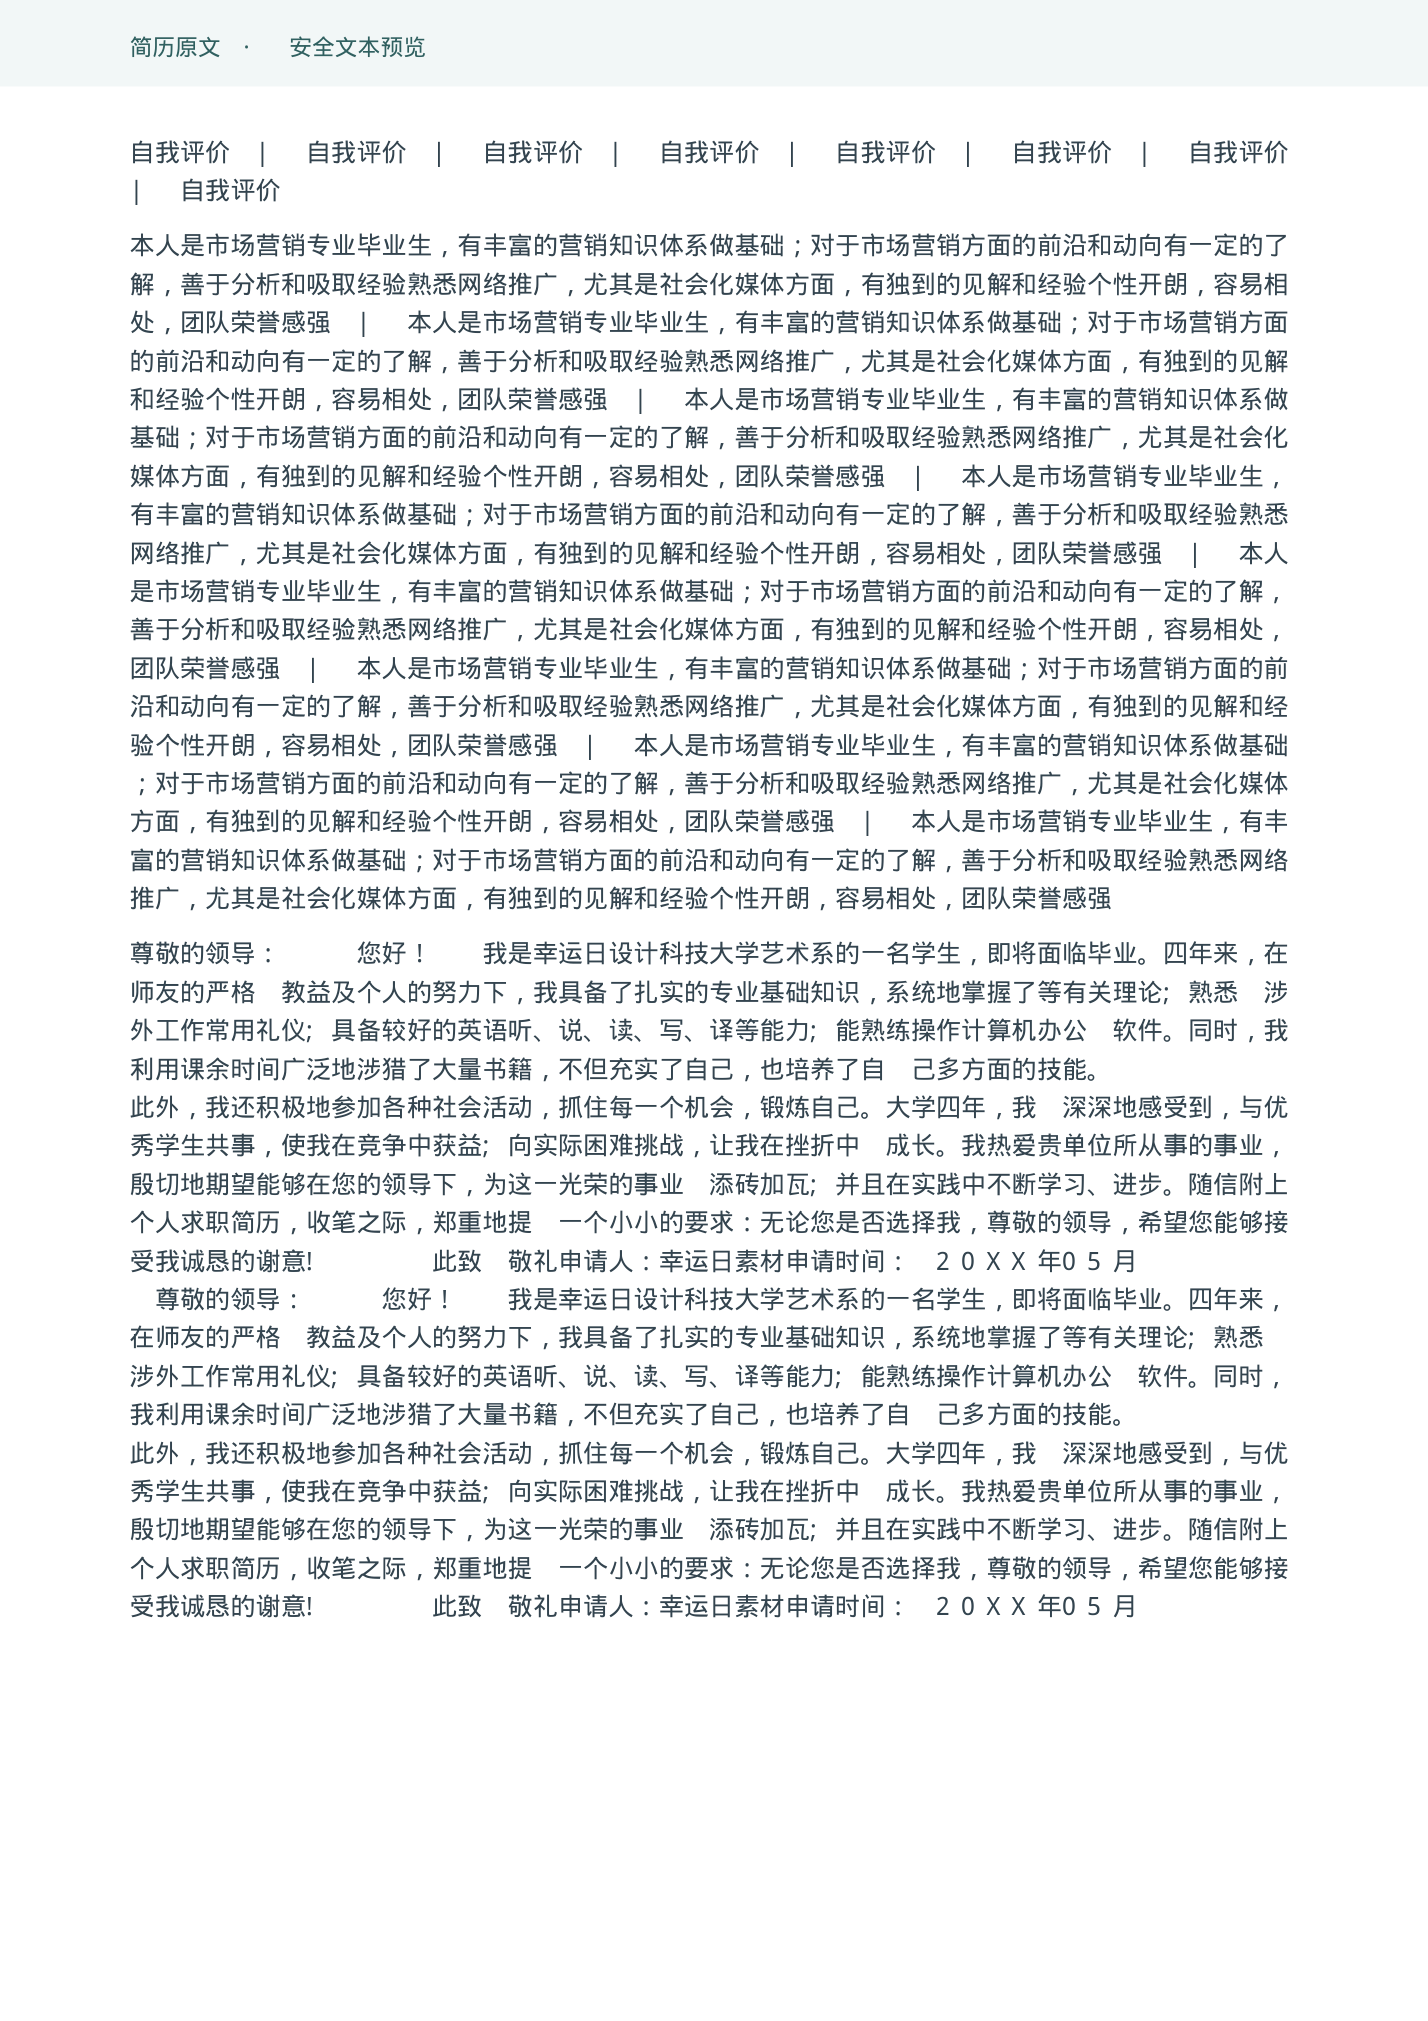 简历原文 · 安全文本预览
自我评价 | 自我评价 | 自我评价 | 自我评价 | 自我评价 | 自我评价 | 自我评价
| 自我评价
本人是市场营销专业毕业生，有丰富的营销知识体系做基础；对于市场营销方面的前沿和动向有一定的了
解，善于分析和吸取经验熟悉网络推广，尤其是社会化媒体方面，有独到的见解和经验个性开朗，容易相
处，团队荣誉感强 | 本人是市场营销专业毕业生，有丰富的营销知识体系做基础；对于市场营销方面
的前沿和动向有一定的了解，善于分析和吸取经验熟悉网络推广，尤其是社会化媒体方面，有独到的见解
和经验个性开朗，容易相处，团队荣誉感强 | 本人是市场营销专业毕业生，有丰富的营销知识体系做
基础；对于市场营销方面的前沿和动向有一定的了解，善于分析和吸取经验熟悉网络推广，尤其是社会化
媒体方面，有独到的见解和经验个性开朗，容易相处，团队荣誉感强 | 本人是市场营销专业毕业生，
有丰富的营销知识体系做基础；对于市场营销方面的前沿和动向有一定的了解，善于分析和吸取经验熟悉
网络推广，尤其是社会化媒体方面，有独到的见解和经验个性开朗，容易相处，团队荣誉感强 | 本人
是市场营销专业毕业生，有丰富的营销知识体系做基础；对于市场营销方面的前沿和动向有一定的了解，
善于分析和吸取经验熟悉网络推广，尤其是社会化媒体方面，有独到的见解和经验个性开朗，容易相处，
团队荣誉感强 | 本人是市场营销专业毕业生，有丰富的营销知识体系做基础；对于市场营销方面的前
沿和动向有一定的了解，善于分析和吸取经验熟悉网络推广，尤其是社会化媒体方面，有独到的见解和经
验个性开朗，容易相处，团队荣誉感强 | 本人是市场营销专业毕业生，有丰富的营销知识体系做基础
；对于市场营销方面的前沿和动向有一定的了解，善于分析和吸取经验熟悉网络推广，尤其是社会化媒体
方面，有独到的见解和经验个性开朗，容易相处，团队荣誉感强 | 本人是市场营销专业毕业生，有丰
富的营销知识体系做基础；对于市场营销方面的前沿和动向有一定的了解，善于分析和吸取经验熟悉网络
推广，尤其是社会化媒体方面，有独到的见解和经验个性开朗，容易相处，团队荣誉感强
尊敬的领导： 您好！ 我是幸运日设计科技大学艺术系的一名学生，即将面临毕业。四年来，在
师友的严格 教益及个人的努力下，我具备了扎实的专业基础知识，系统地掌握了等有关理论; 熟悉 涉
外工作常用礼仪; 具备较好的英语听、说、读、写、译等能力; 能熟练操作计算机办公 软件。同时，我
利用课余时间广泛地涉猎了大量书籍，不但充实了自己，也培养了自 己多方面的技能。
此外，我还积极地参加各种社会活动，抓住每一个机会，锻炼自己。大学四年，我 深深地感受到，与优
秀学生共事，使我在竞争中获益; 向实际困难挑战，让我在挫折中 成长。我热爱贵单位所从事的事业，
殷切地期望能够在您的领导下，为这一光荣的事业 添砖加瓦; 并且在实践中不断学习、进步。随信附上
个人求职简历，收笔之际，郑重地提 一个小小的要求：无论您是否选择我，尊敬的领导，希望您能够接
受我诚恳的谢意! 此致 敬礼申请人：幸运日素材申请时间： 20XX年05月
尊敬的领导： 您好！ 我是幸运日设计科技大学艺术系的一名学生，即将面临毕业。四年来，
在师友的严格 教益及个人的努力下，我具备了扎实的专业基础知识，系统地掌握了等有关理论; 熟悉
涉外工作常用礼仪; 具备较好的英语听、说、读、写、译等能力; 能熟练操作计算机办公 软件。同时，
我利用课余时间广泛地涉猎了大量书籍，不但充实了自己，也培养了自 己多方面的技能。
此外，我还积极地参加各种社会活动，抓住每一个机会，锻炼自己。大学四年，我 深深地感受到，与优
秀学生共事，使我在竞争中获益; 向实际困难挑战，让我在挫折中 成长。我热爱贵单位所从事的事业，
殷切地期望能够在您的领导下，为这一光荣的事业 添砖加瓦; 并且在实践中不断学习、进步。随信附上
个人求职简历，收笔之际，郑重地提 一个小小的要求：无论您是否选择我，尊敬的领导，希望您能够接
受我诚恳的谢意! 此致 敬礼申请人：幸运日素材申请时间： 20XX年05月